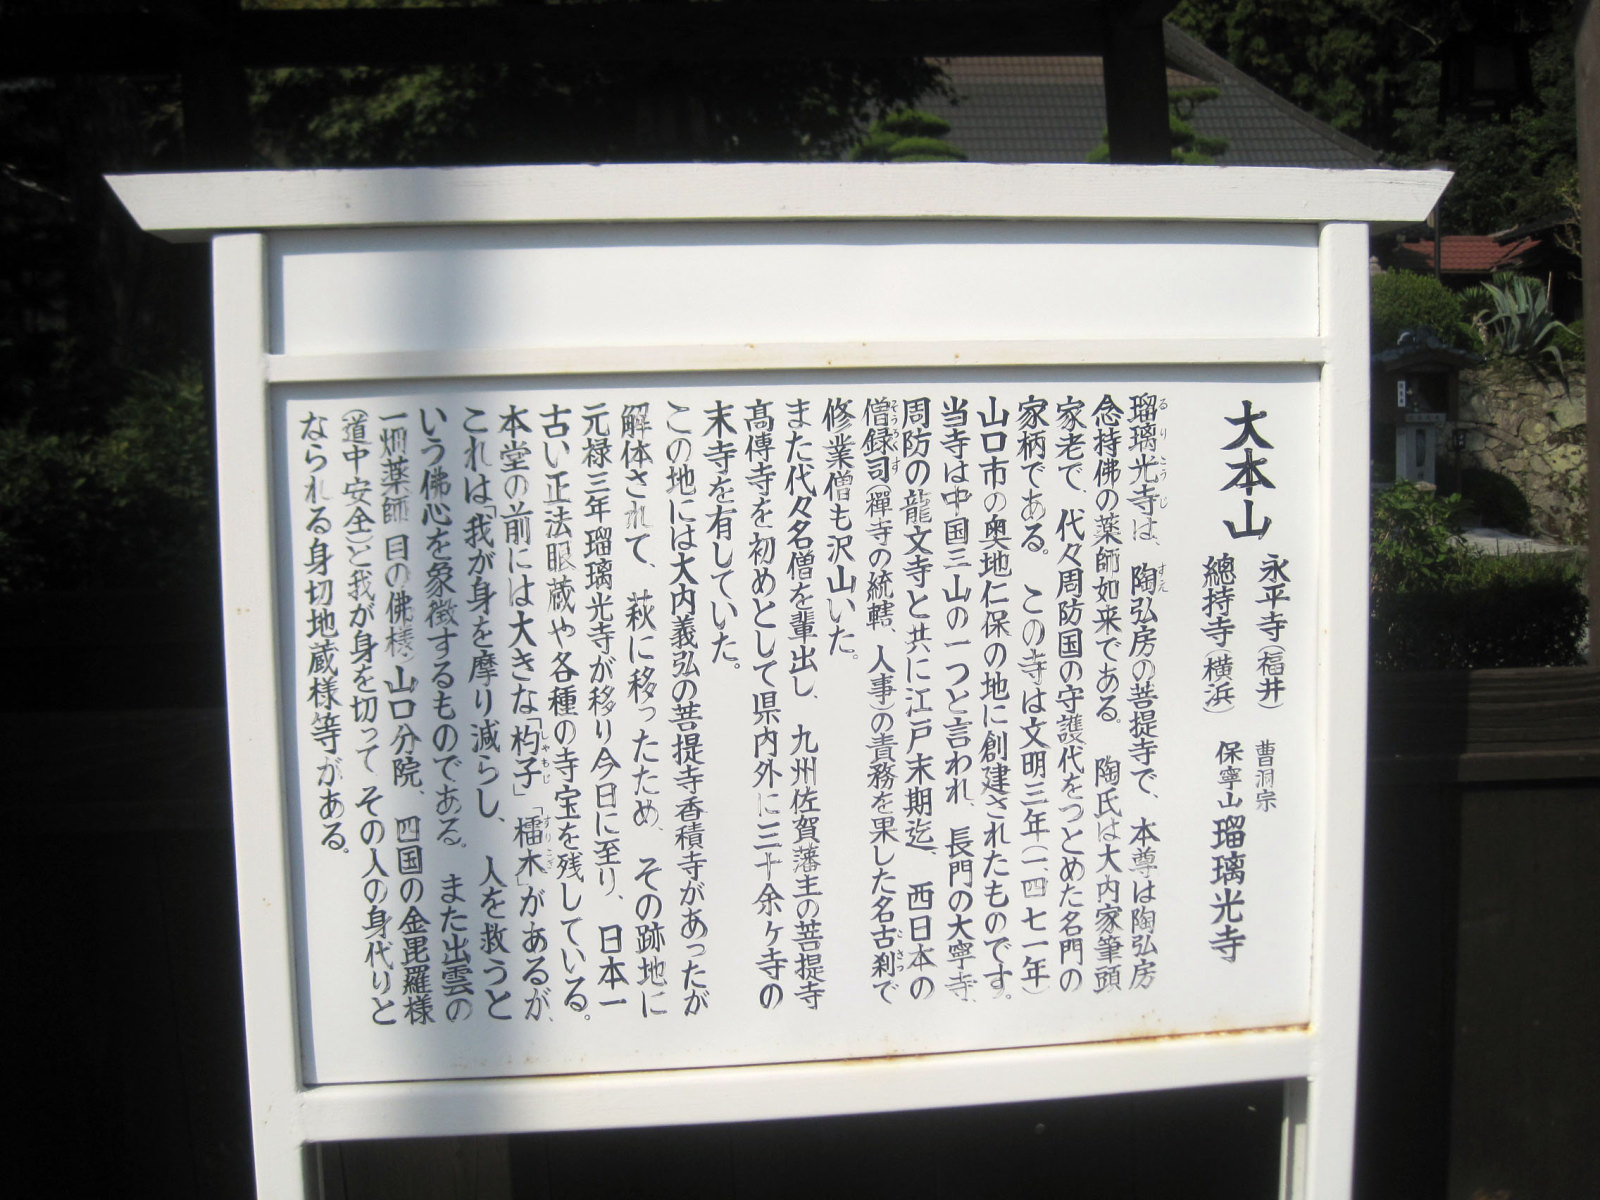 大本山
永平寺(福井)
總持寺(横浜)
曹洞宗
保寧山瑠璃光寺
瑠璃光寺は、陶弘房の菩提寺で、本尊は陶弘房
念持佛の薬師如来である。陶氏は大内家筆頭
家老で、代々周防国の守護代をつとめた名門の
家柄である。この寺は文明三年(一四七一年)
山口市の奥地仁保の地に創建されたものです。
当寺は中国三山の一つと言われ、長門の大寧寺、
周防の龍文寺と共に江戸末期迄、西日本の
僧録司(禪寺の統轄、人事)の責務を果した名古刹で
修業僧も沢山いた。
また代々名僧を輩出し、九州佐賀藩主の菩提寺
高傳寺を初めとして県内外に三十余ヶ寺の
末寺を有していた。
この地には大内義弘の菩提寺香積寺があったが
解体されて、萩に移ったため、その跡地に
元禄三年瑠璃光寺が移り今日に至り、日本一
古い正法眼蔵や各種の寺宝を残している。
本堂の前には大きな「杓子」「檑木」があるが、
これは「我が身を摩り減らし、人を救うと
いう佛心を象徴するものである。また出雲の
一畑薬師(目の佛様)山口分院、四国の金毘羅様
(道中安全)と我が身を切って その人の身代りと
なられる身切地蔵様等がある。